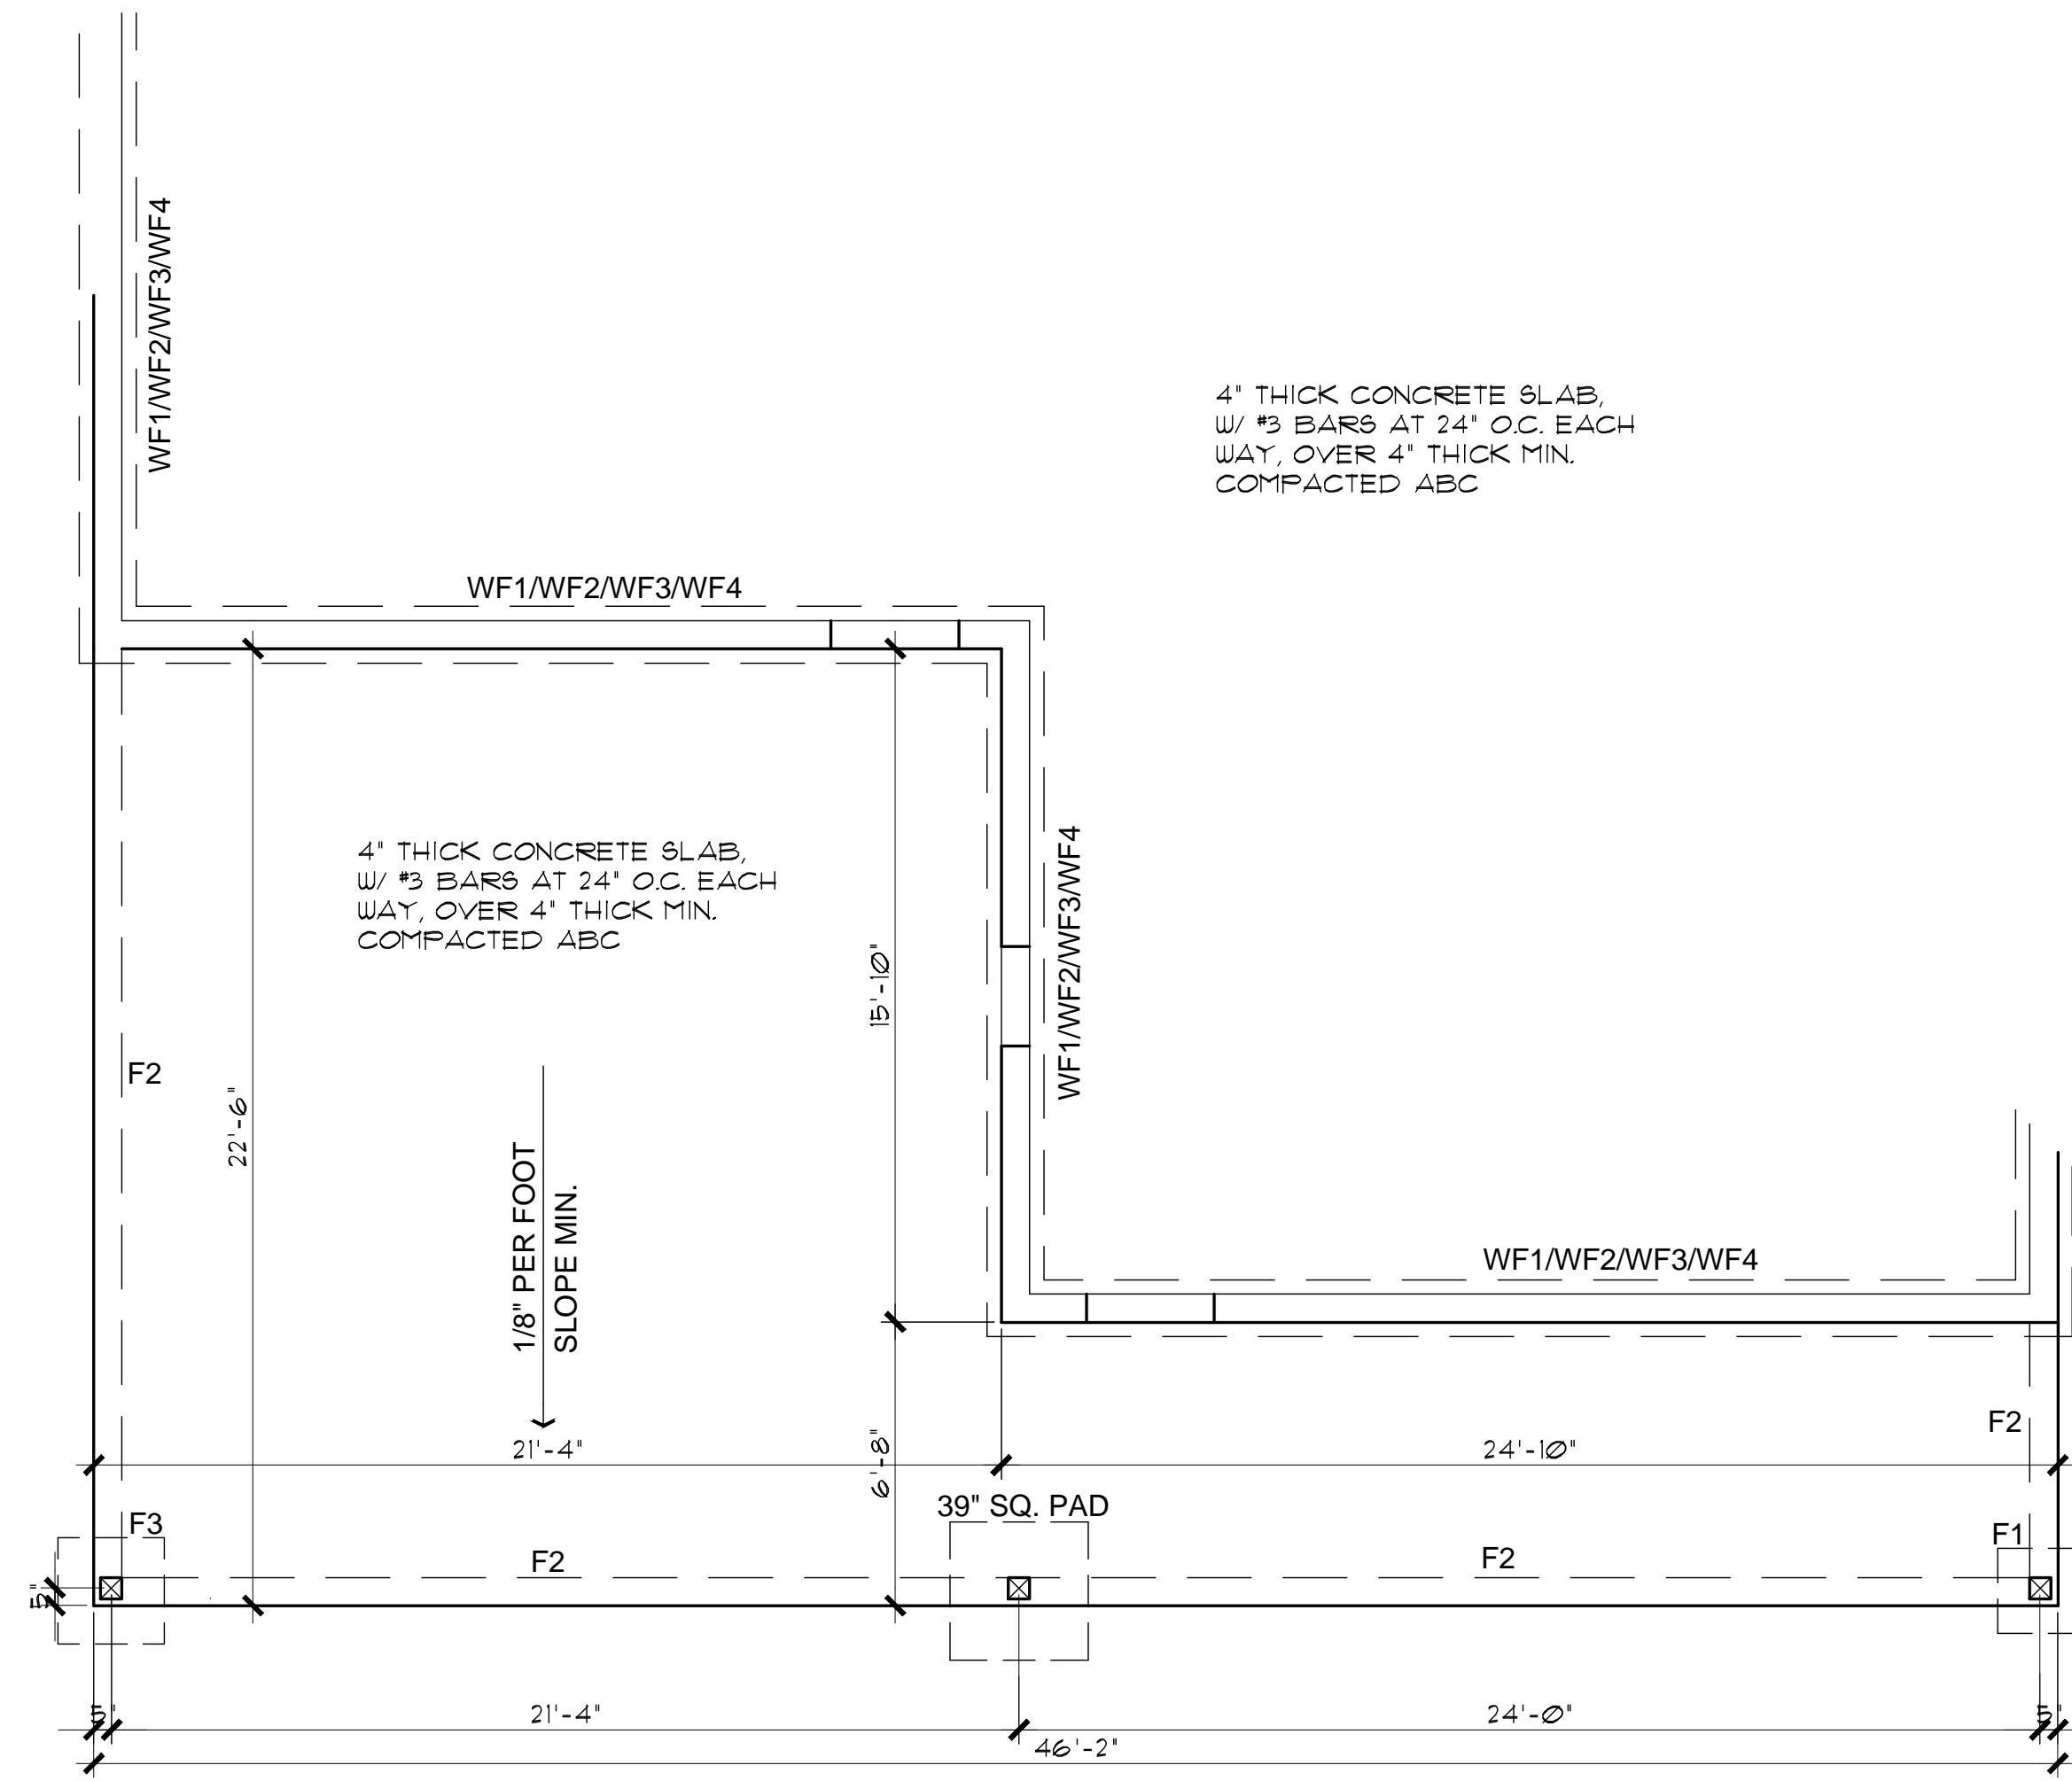 WF1/WF2/WF3/WF4
4" THICK CONCRETE SLAB,
W/ #3 BARS AT 24" O.C. EACH
WAY, OVER 4" THICK MIN.
COMPACTED ABC
WF1/WF2/WF3/WF4
4" THICK CONCRETE SLAB,
W/ #3 BARS AT 24" O.C. EACH
WAY, OVER 4" THICK MIN.
COMPACTED ABC
15'-10"
WF1/WF2/WF3/WF4
F2
22'-6"
1/8" PER FOOT
SLOPE MIN.
WF1/WF2/WF3/WF4
F2
21'-4"
6'-8"
24'-10"
39" SQ. PAD
F3
F1
F2
F2
5"
5"
21'-4"
24'-0"
5"
46'-2"